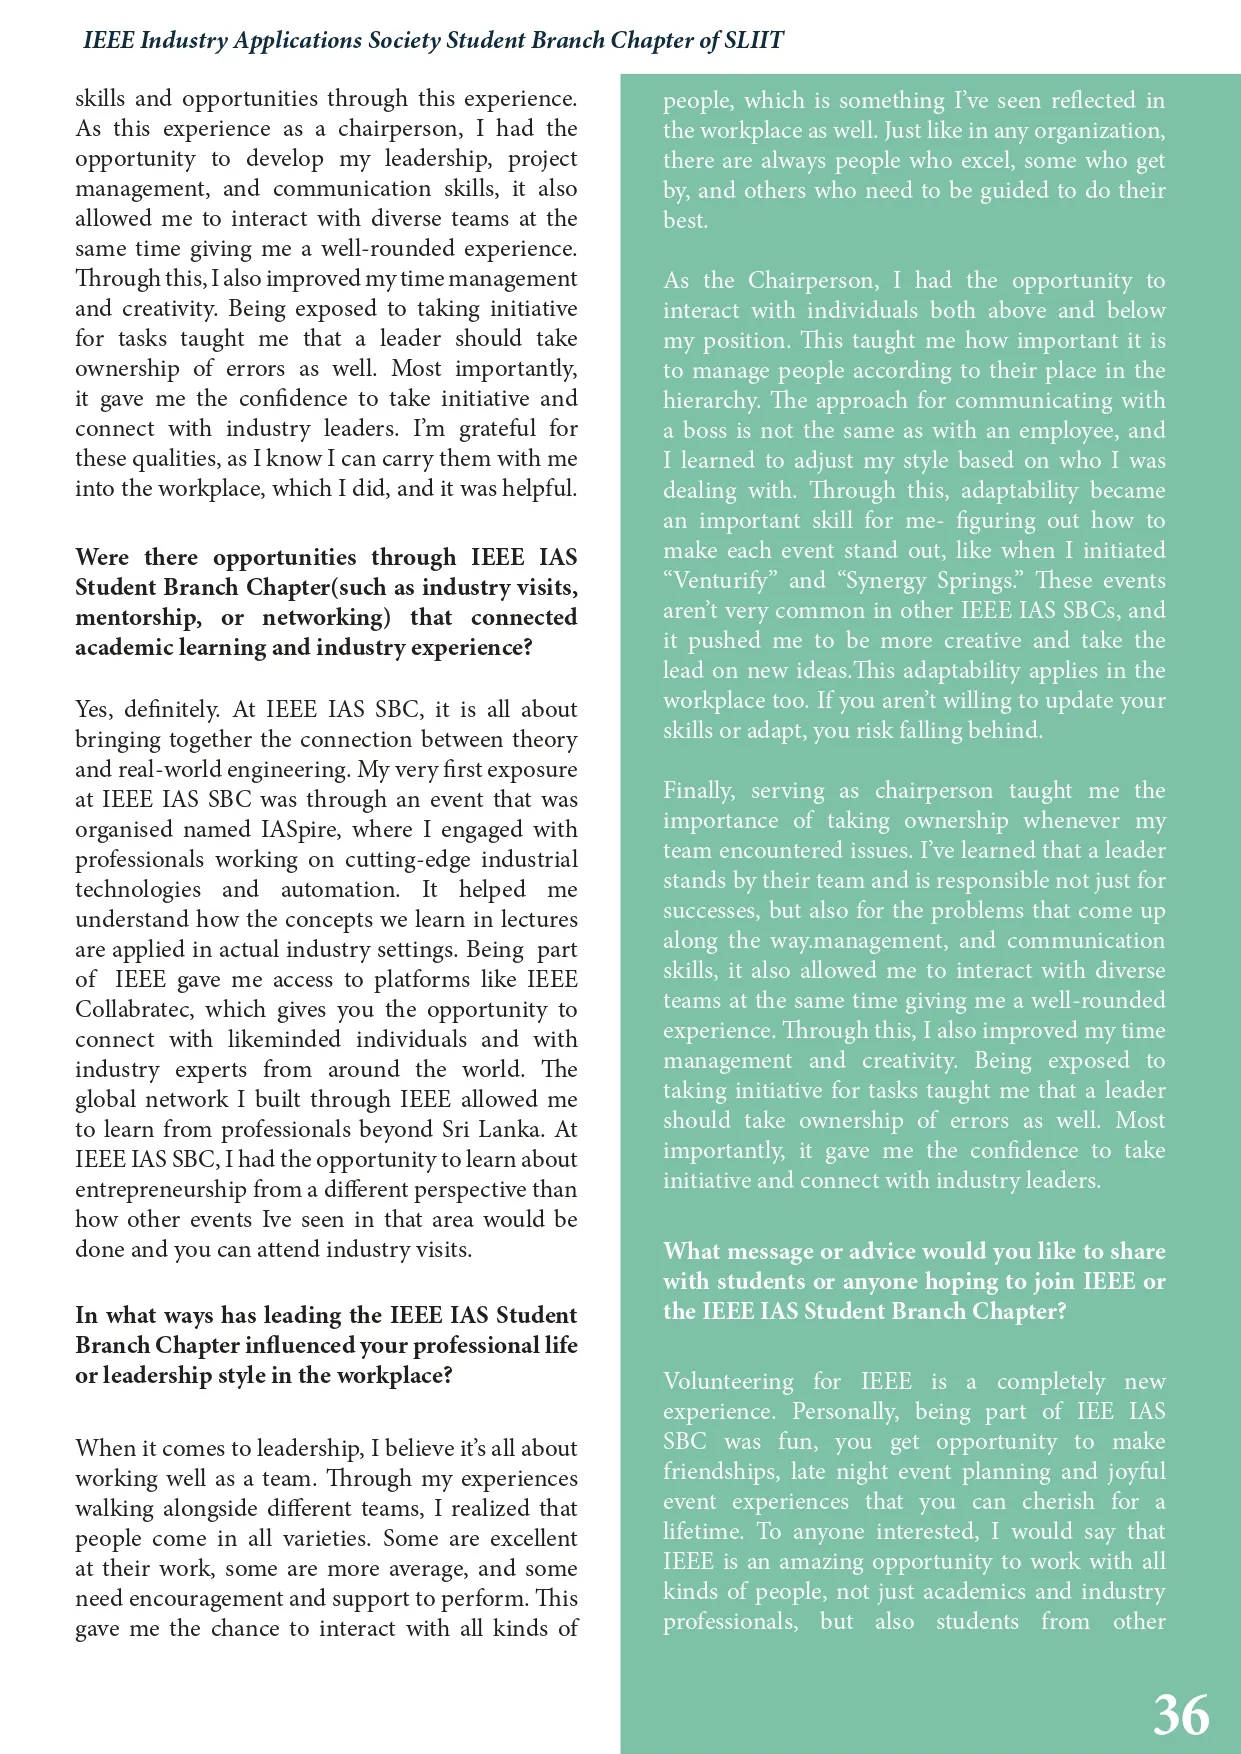 IEEE Industry Applications Society Student Branch Chapter of SLIIT
skills and opportunities through this experience.
As this experience as a chairperson, I had the
opportunity to develop my leadership, project
management, and communication skills, it also
allowed me to interact with diverse teams at the
same time giving me a well-rounded experience.
Through this, I also improved my time management
and creativity. Being exposed to taking initiative
for tasks taught me that a leader should take
ownership of errors as well. Most importantly,
it gave me the confidence to take initiative and
connect with industry leaders. I’m grateful for
these qualities, as I know I can carry them with me
into the workplace, which I did, and it was helpful.
Were there opportunities through IEEE IAS
Student Branch Chapter(such as industry visits,
mentorship, or networking) that connected
academic learning and industry experience?
Yes, definitely. At IEEE IAS SBC, it is all about
bringing together the connection between theory
and real-world engineering. My very first exposure
at IEEE IAS SBC was through an event that was
organised named IASpire, where I engaged with
professionals working on cutting-edge industrial
technologies and automation. It helped me
understand how the concepts we learn in lectures
are applied in actual industry settings. Being part
of IEEE gave me access to platforms like IEEE
Collabratec, which gives you the opportunity to
connect with likeminded individuals and with
industry experts from around the world. The
global network I built through IEEE allowed me
to learn from professionals beyond Sri Lanka. At
IEEE IAS SBC, I had the opportunity to learn about
entrepreneurship from a different perspective than
how other events Ive seen in that area would be
done and you can attend industry visits.
In what ways has leading the IEEE IAS Student
Branch Chapter influenced your professional life
or leadership style in the workplace?
When it comes to leadership, I believe it’s all about
working well as a team. Through my experiences
walking alongside different teams, I realized that
people come in all varieties. Some are excellent
at their work, some are more average, and some
need encouragement and support to perform. This
gave me the chance to interact with all kinds of
people, which is something I’ve seen reflected in
the workplace as well. Just like in any organization,
there are always people who excel, some who get
by, and others who need to be guided to do their
best.
As the Chairperson, I had the opportunity to
interact with individuals both above and below
my position. This taught me how important it is
to manage people according to their place in the
hierarchy. The approach for communicating with
a boss is not the same as with an employee, and
I learned to adjust my style based on who I was
dealing with. Through this, adaptability became
an important skill for me- figuring out how to
make each event stand out, like when I initiated
“Venturify” and “Synergy Springs.” These events
aren’t very common in other IEEE IAS SBCs, and
it pushed me to be more creative and take the
lead on new ideas.This adaptability applies in the
workplace too. If you aren’t willing to update your
skills or adapt, you risk falling behind.
Finally, serving as chairperson taught me the
importance of taking ownership whenever my
team encountered issues. I’ve learned that a leader
stands by their team and is responsible not just for
successes, but also for the problems that come up
along the way.management, and communication
skills, it also allowed me to interact with diverse
teams at the same time giving me a well-rounded
experience. Through this, I also improved my time
management and creativity. Being exposed to
taking initiative for tasks taught me that a leader
should take ownership of errors as well. Most
importantly, it gave me the confidence to take
initiative and connect with industry leaders.
What message or advice would you like to share
with students or anyone hoping to join IEEE or
the IEEE IAS Student Branch Chapter?
Volunteering for IEEE is a completely new
experience. Personally, being part of IEE IAS
SBC was fun, you get opportunity to make
friendships, late night event planning and joyful
event experiences that you can cherish for a
lifetime. To anyone interested, I would say that
IEEE is an amazing opportunity to work with all
kinds of people, not just academics and industry
professionals, but also students from other
36